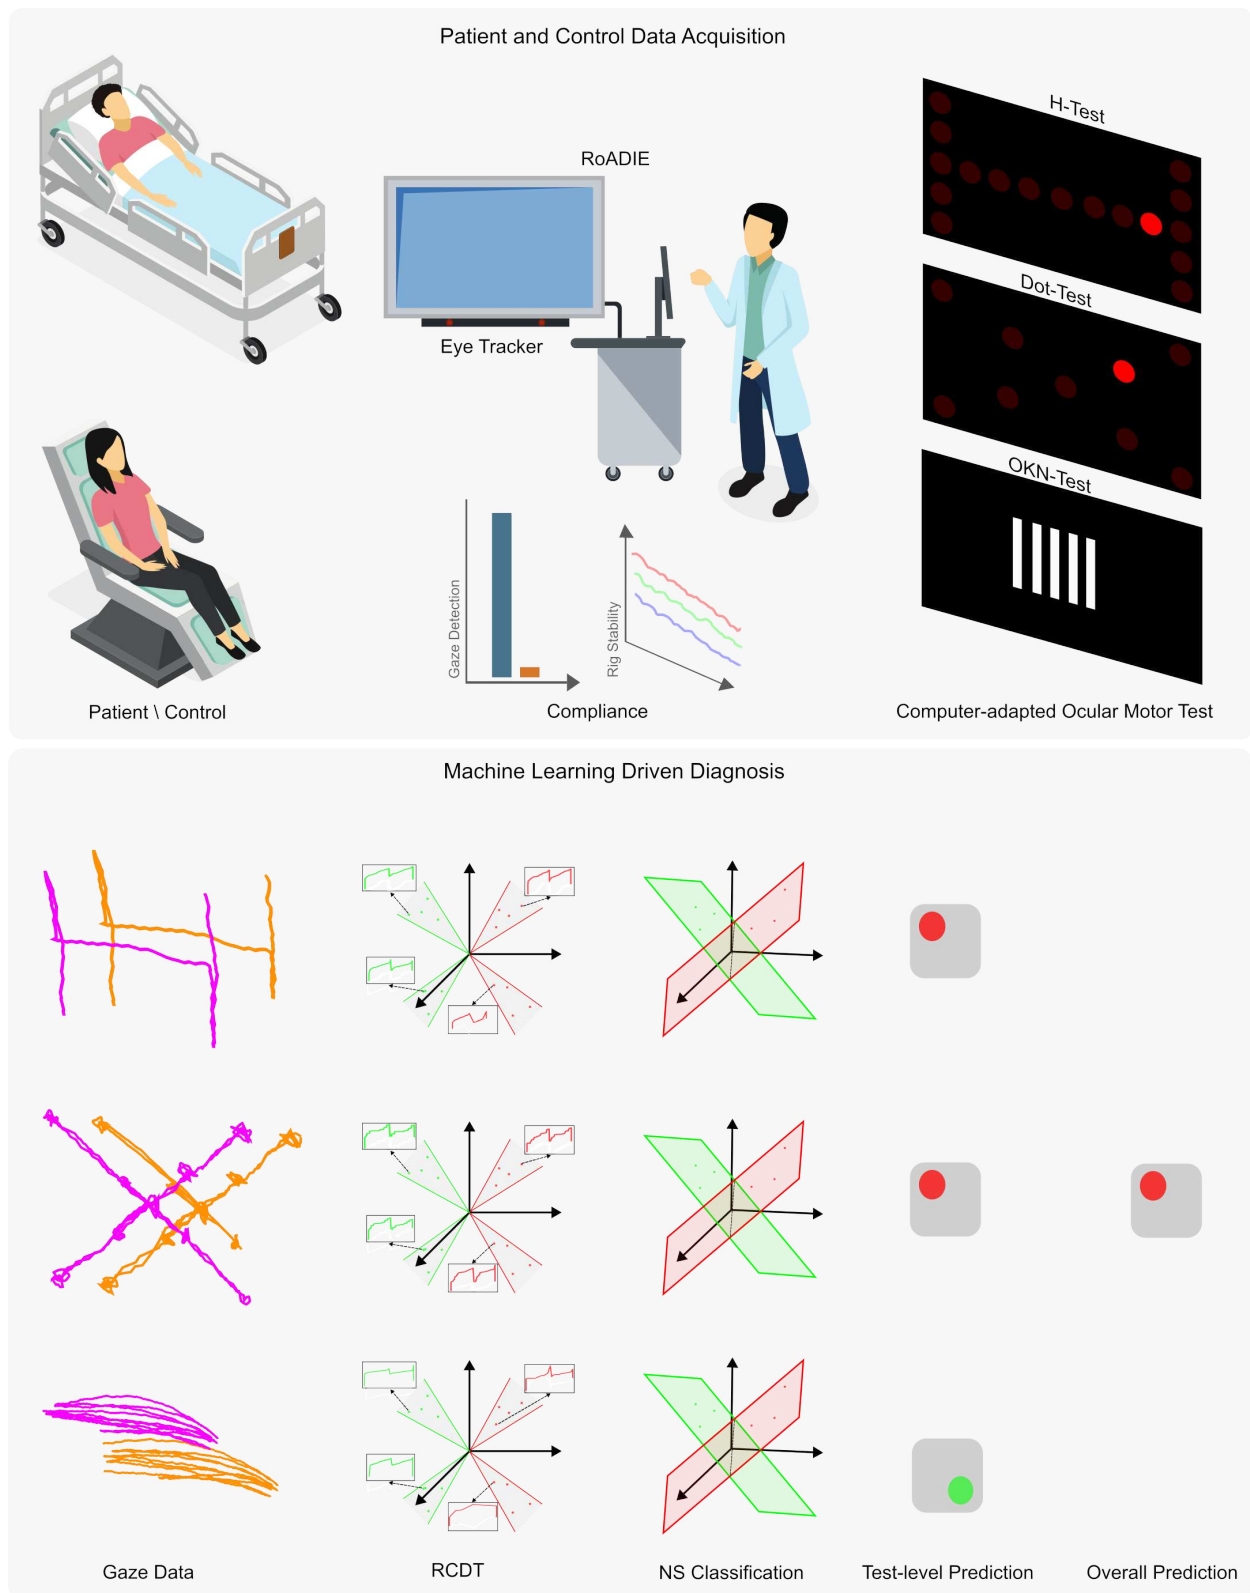 Patient and Control Data Acquisition
H-Test
RoADIE
Dot-Test
Eye Tracker
OKN-Test
Gaze Detection
Rig Stability
Patient \ Control
Compliance
Computer-adapted Ocular Motor Test
Machine Learning Driven Diagnosis
Gaze Data
RCDT
NS Classification
Test-level Prediction
Overall Prediction